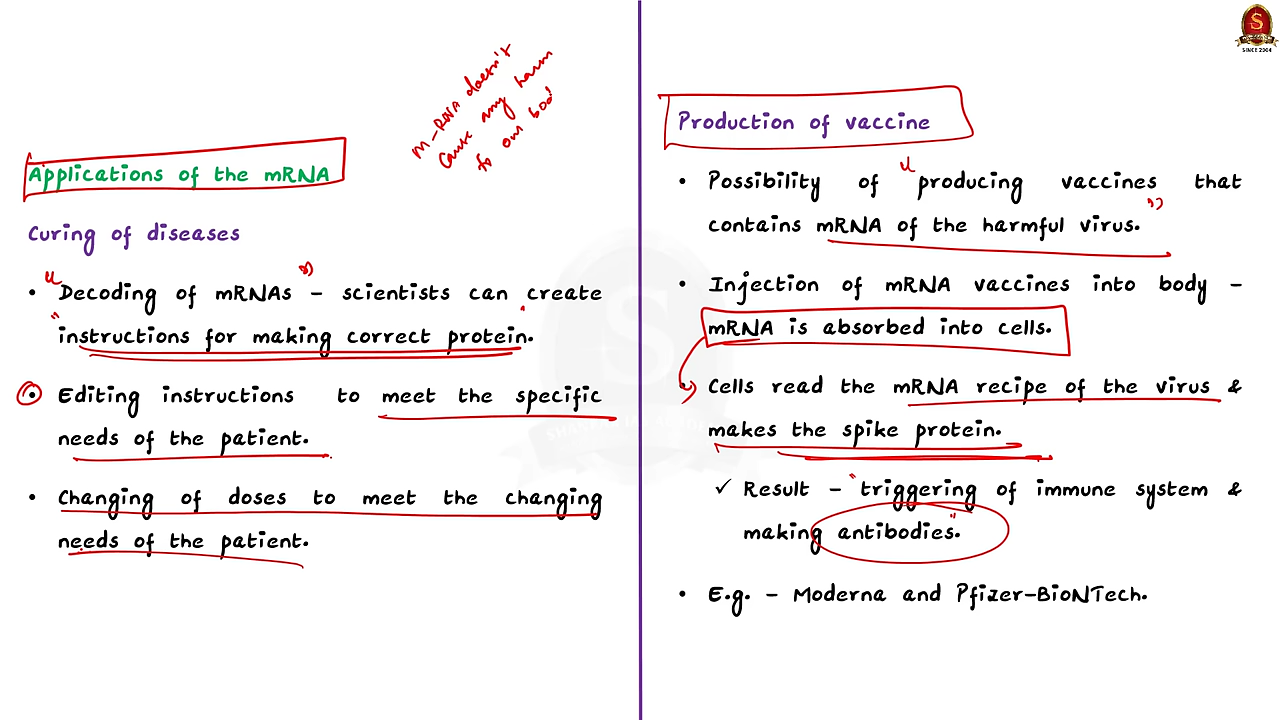 Applications of the mRNA
M-RNA doesn't
cause any harm
to our bod
Curing of diseases
• Decoding of mRNAs – scientists can create
instructions for making correct protein.
• Editing instructions to meet the specific
needs of the patient.
• Changing of doses to meet the changing
needs of the patient.
Production of vaccine
• Possibility of producing vaccines that
contains mRNA of the harmful virus.
• Injection of mRNA vaccines into body –
mRNA is absorbed into cells.
• Cells read the mRNA recipe of the virus &
makes the spike protein.
✓ Result – triggering of immune system &
making antibodies.
• E.g. – Moderna and Pfizer-BioNTech.
S
SINCE 2004